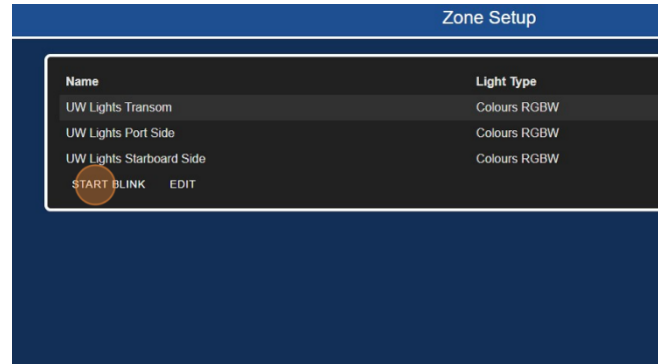 Zone Setup
Name Light Type
UW Lights Transom Colours RGBW
UW Lights Port Side Colours RGBW
UW Lights Starboard Side Colours RGBW
START BLINK EDIT